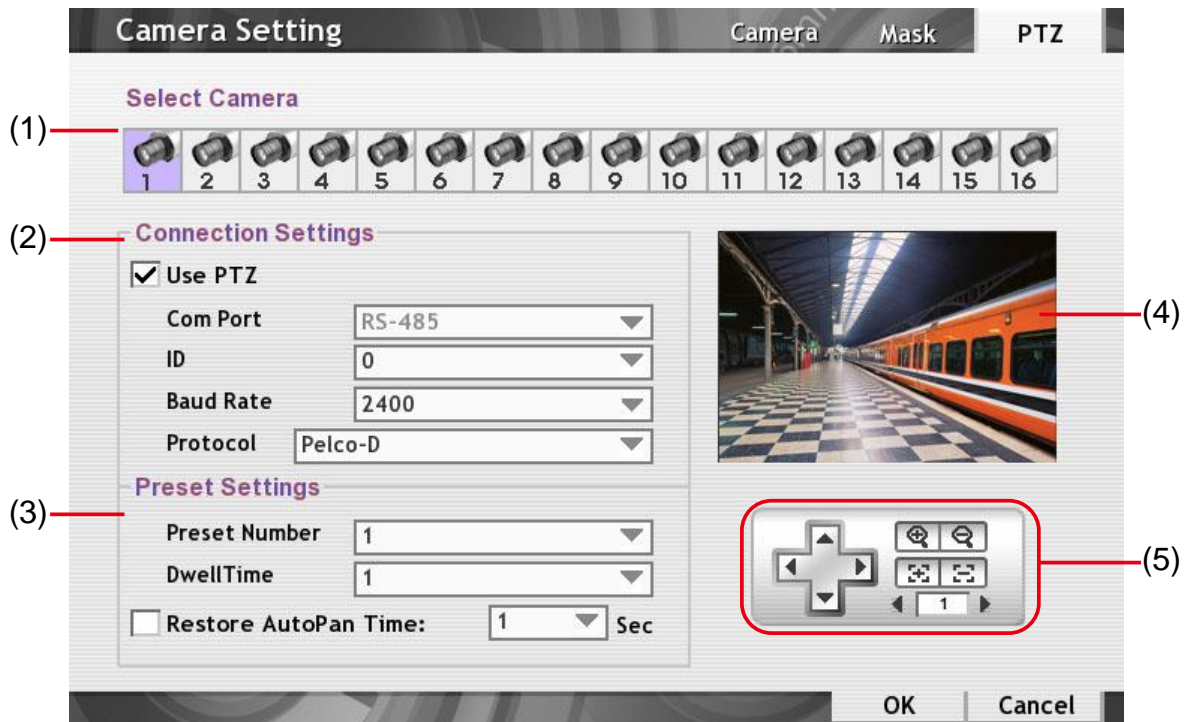 Camera Setting Camera Mask PTZ
Select Camera
(1)
1 2 3 4 5 6 7 8 9 10 11 12 13 14 15 16
(2)
Connection Settings
Use PTZ
Com Port RS-485
(4)
ID 0
Baud Rate 2400
Protocol Pelco-D
Preset Settings
(3)
Preset Number 1
DwellTime 1
(5)
1
Restore AutoPan Time: 1 Sec
OK Cancel